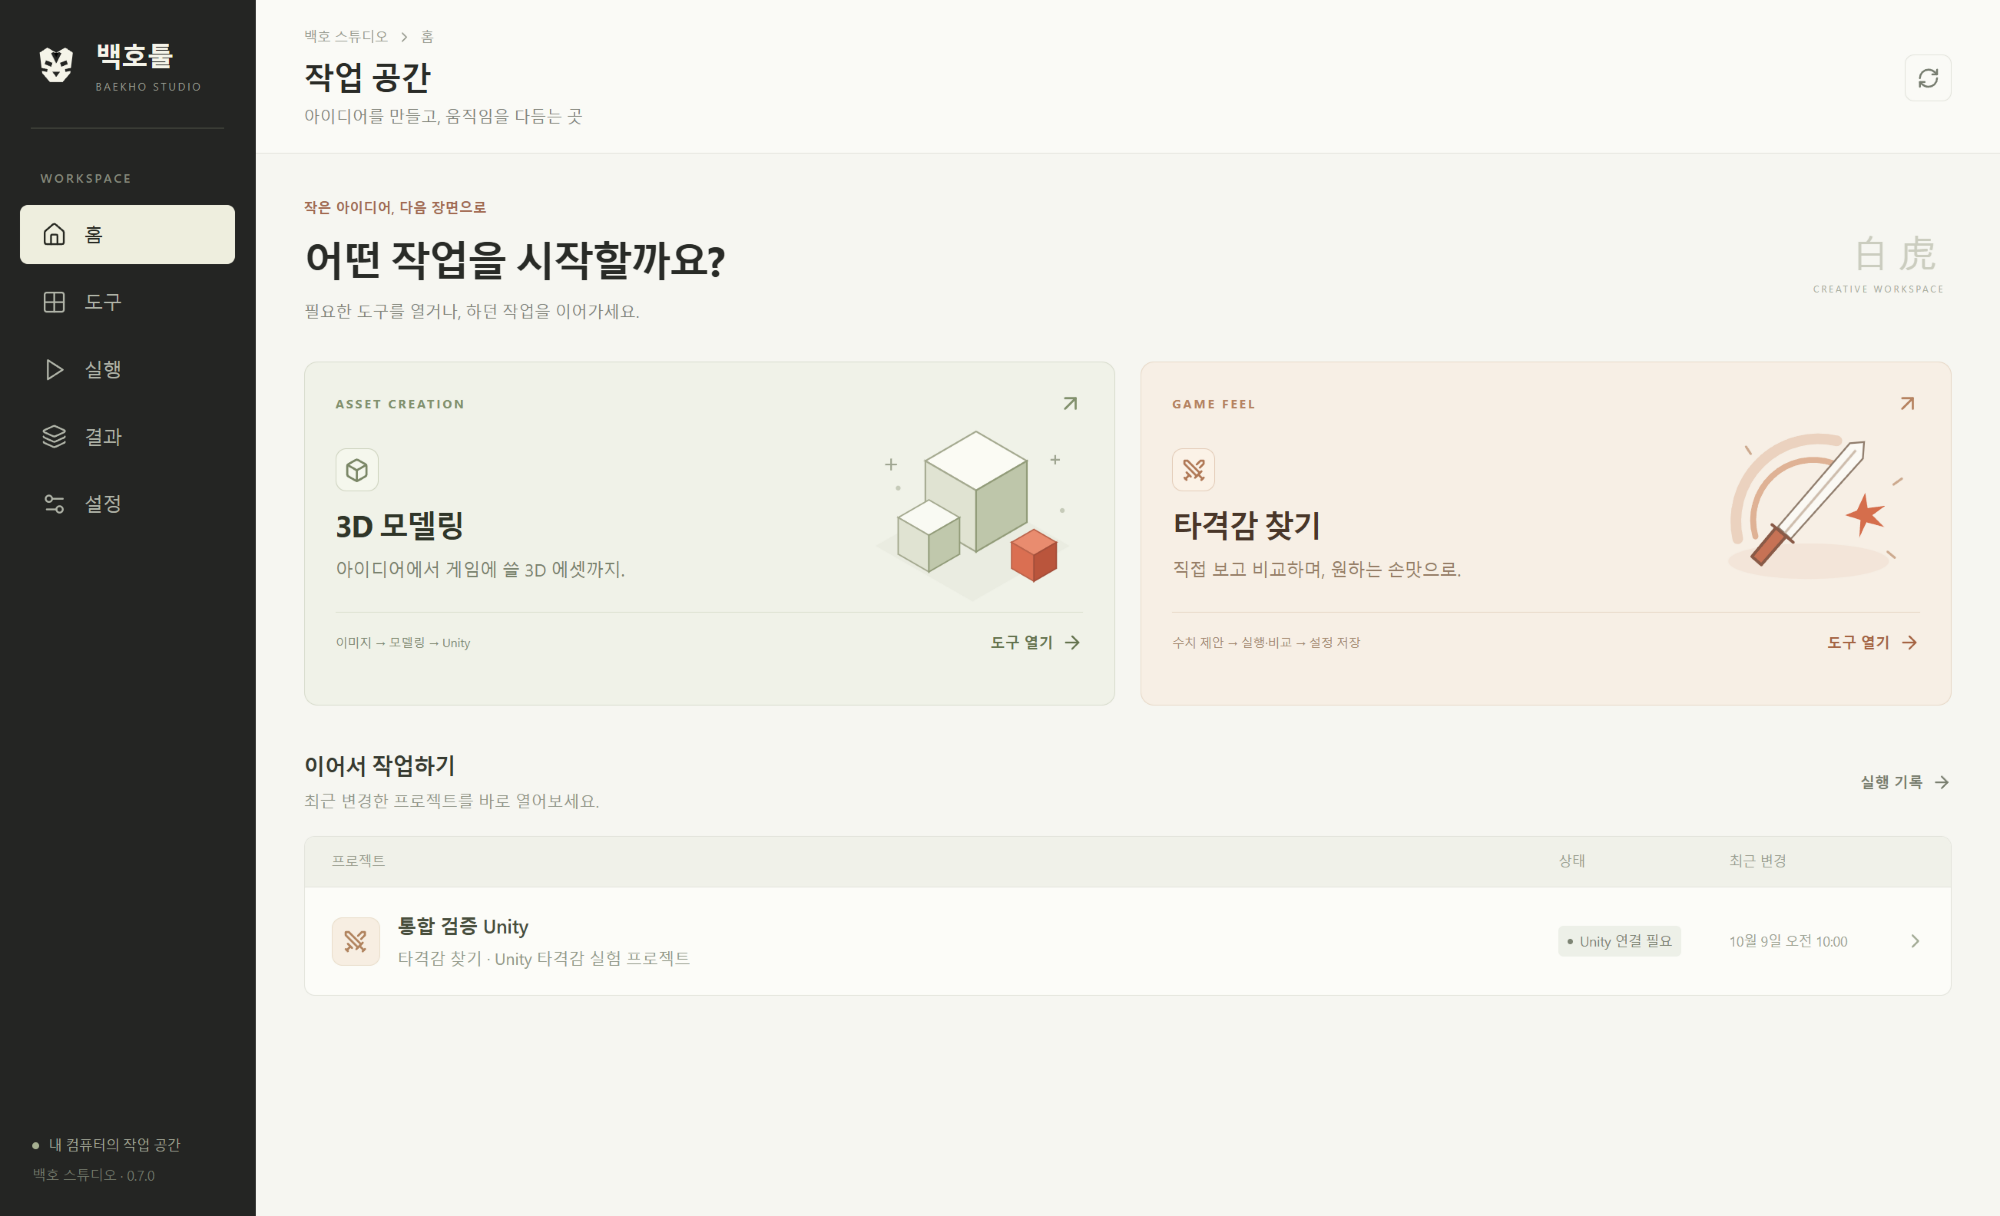 백호툴
BAEKHO STUDIO
WORKSPACE
홈
도구
실행
결과
설정
내 컴퓨터의 작업 공간
백호 스튜디오 · 0.7.0
백호 스튜디오 > 홈
작업 공간
아이디어를 만들고, 움직임을 다듬는 곳
작은 아이디어, 다음 장면으로
어떤 작업을 시작할까요?
필요한 도구를 열거나, 하던 작업을 이어가세요.
白虎
CREATIVE WORKSPACE
ASSET CREATION
3D 모델링
아이디어에서 게임에 쓸 3D 에셋까지.
이미지 → 모델링 → Unity
도구 열기
GAME FEEL
타격감 찾기
직접 보고 비교하며, 원하는 손맛으로.
수치 제안 → 실행·비교 → 설정 저장
도구 열기
이어서 작업하기
최근 변경한 프로젝트를 바로 열어보세요.
실행 기록
프로젝트 상태 최근 변경
통합 검증 Unity
타격감 찾기 · Unity 타격감 실험 프로젝트
Unity 연결 필요
10월 9일 오전 10:00